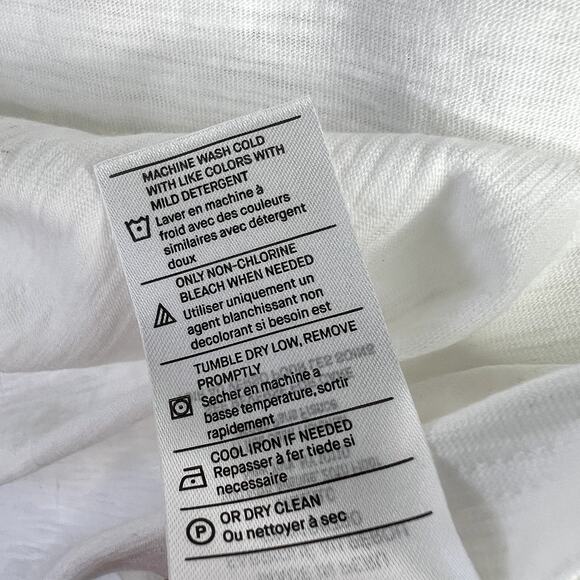 MACHINE WASH COLD
WITH LIKE COLORS WITH
MILD DETERGENT
Laver en machine à
froid avec des couleurs
similaires avec détergent
doux
ONLY NON-CHLORINE
BLEACH WHEN NEEDED
Utiliser uniquement un
agent blanchissant non
decolorant si besoin est
TUMBLE DRY LOW, REMOVE
PROMPTLY
Secher en machine a
basse temperature, sortir
rapidement
COOL IRON IF NEEDED
Repasser à fer tiede si
necessaire
P
OR DRY CLEAN
Ou nettoyer à sec